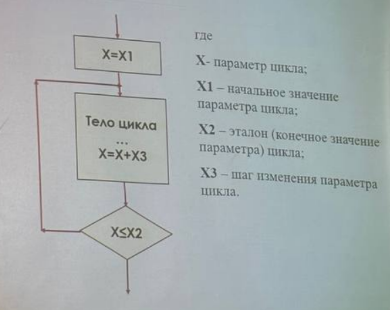 X=X1
Тело цикла
...
X=X+X3
X≤X2
где
X- параметр цикла;
X1 – начальное значение
параметра цикла;
X2 – эталон (конечное значение
параметра) цикла;
X3 – шаг изменения параметра
цикла.